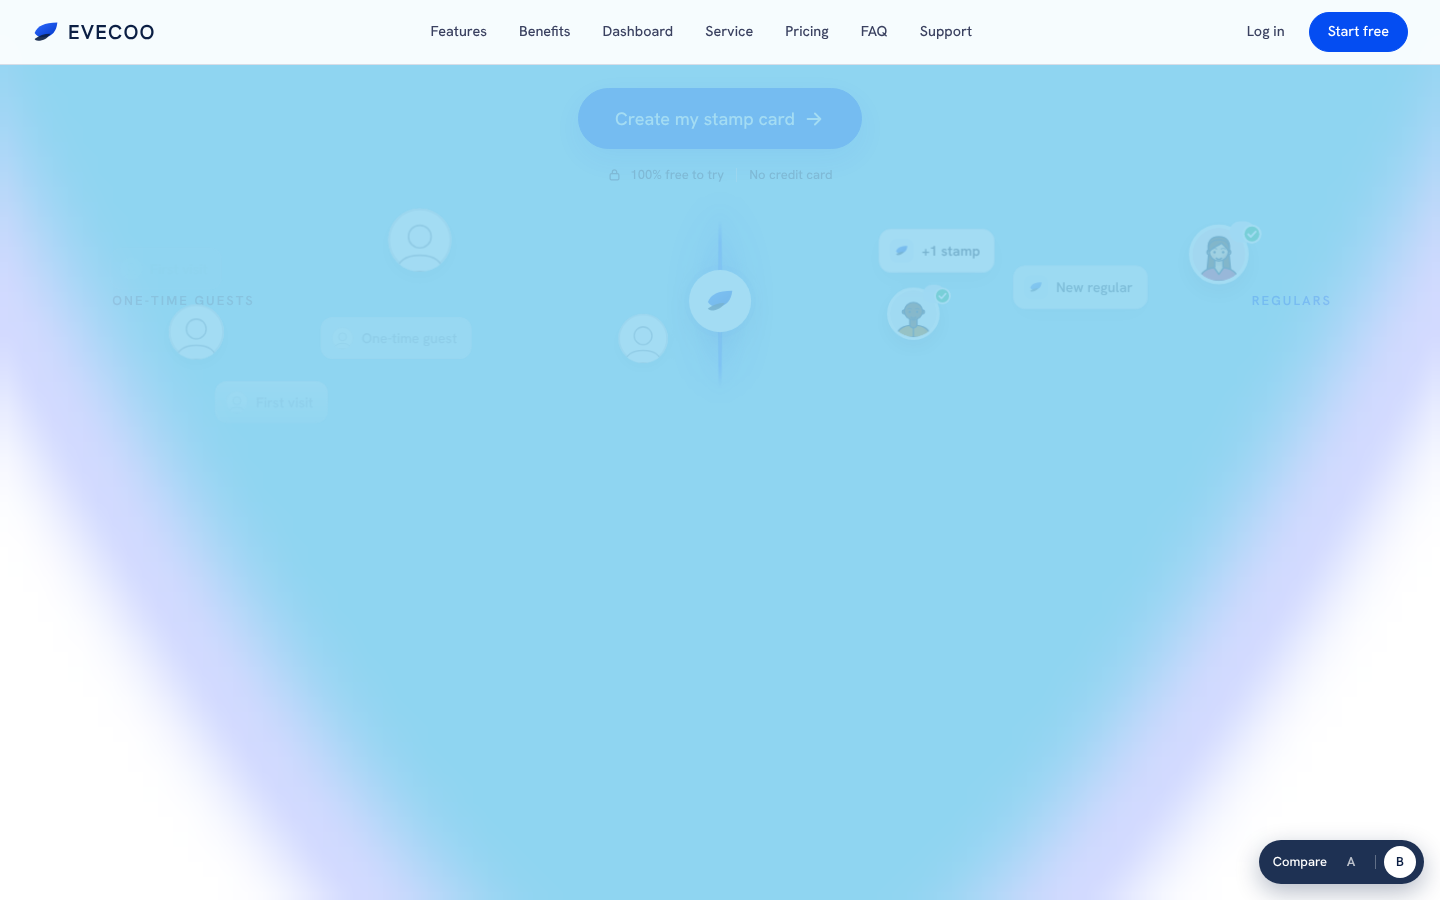 EVECOO
Features
Benefits
Dashboard
Service
Pricing
FAQ
Support
Log in
Start free
Create my stamp card →
100% free to try
No credit card
+1 stamp
New regular
ONE-TIME GUESTS
REGULARS
One-time guest
First visit
Compare
A
B